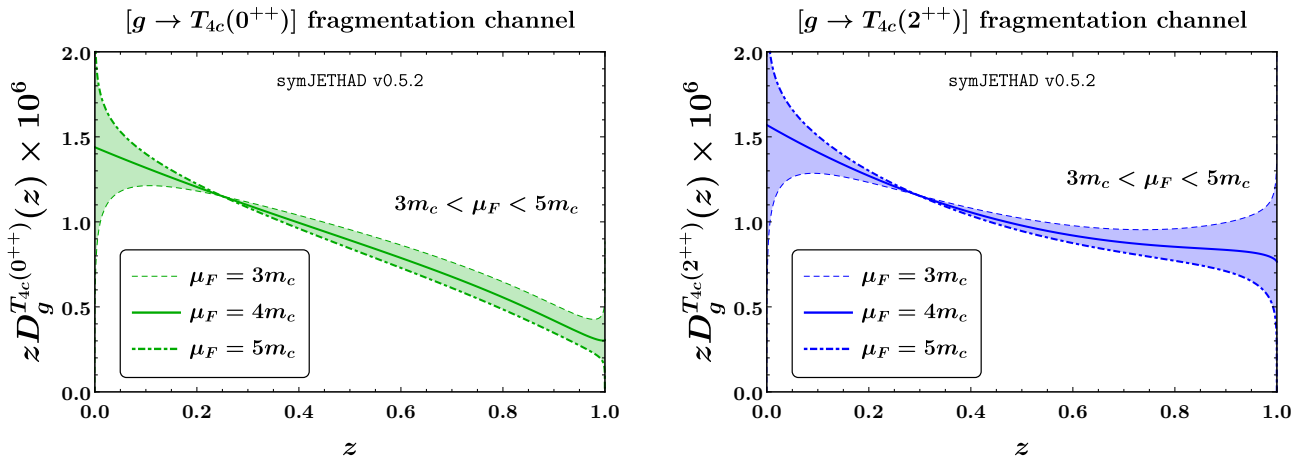 [g → T4c(0++)] fragmentation channel
symJETHAD v0.5.2
zDgT4c(0++)(z) × 10^6
2.0
1.5
1.0
0.5
0.0
3mc < μF < 5mc
μF = 3mc
μF = 4mc
μF = 5mc
0.0 0.2 0.4 0.6 0.8 1.0
z
[g → T4c(2++)] fragmentation channel
symJETHAD v0.5.2
zDgT4c(2++)(z) × 10^6
2.0
1.5
1.0
0.5
0.0
3mc < μF < 5mc
μF = 3mc
μF = 4mc
μF = 5mc
0.0 0.2 0.4 0.6 0.8 1.0
z